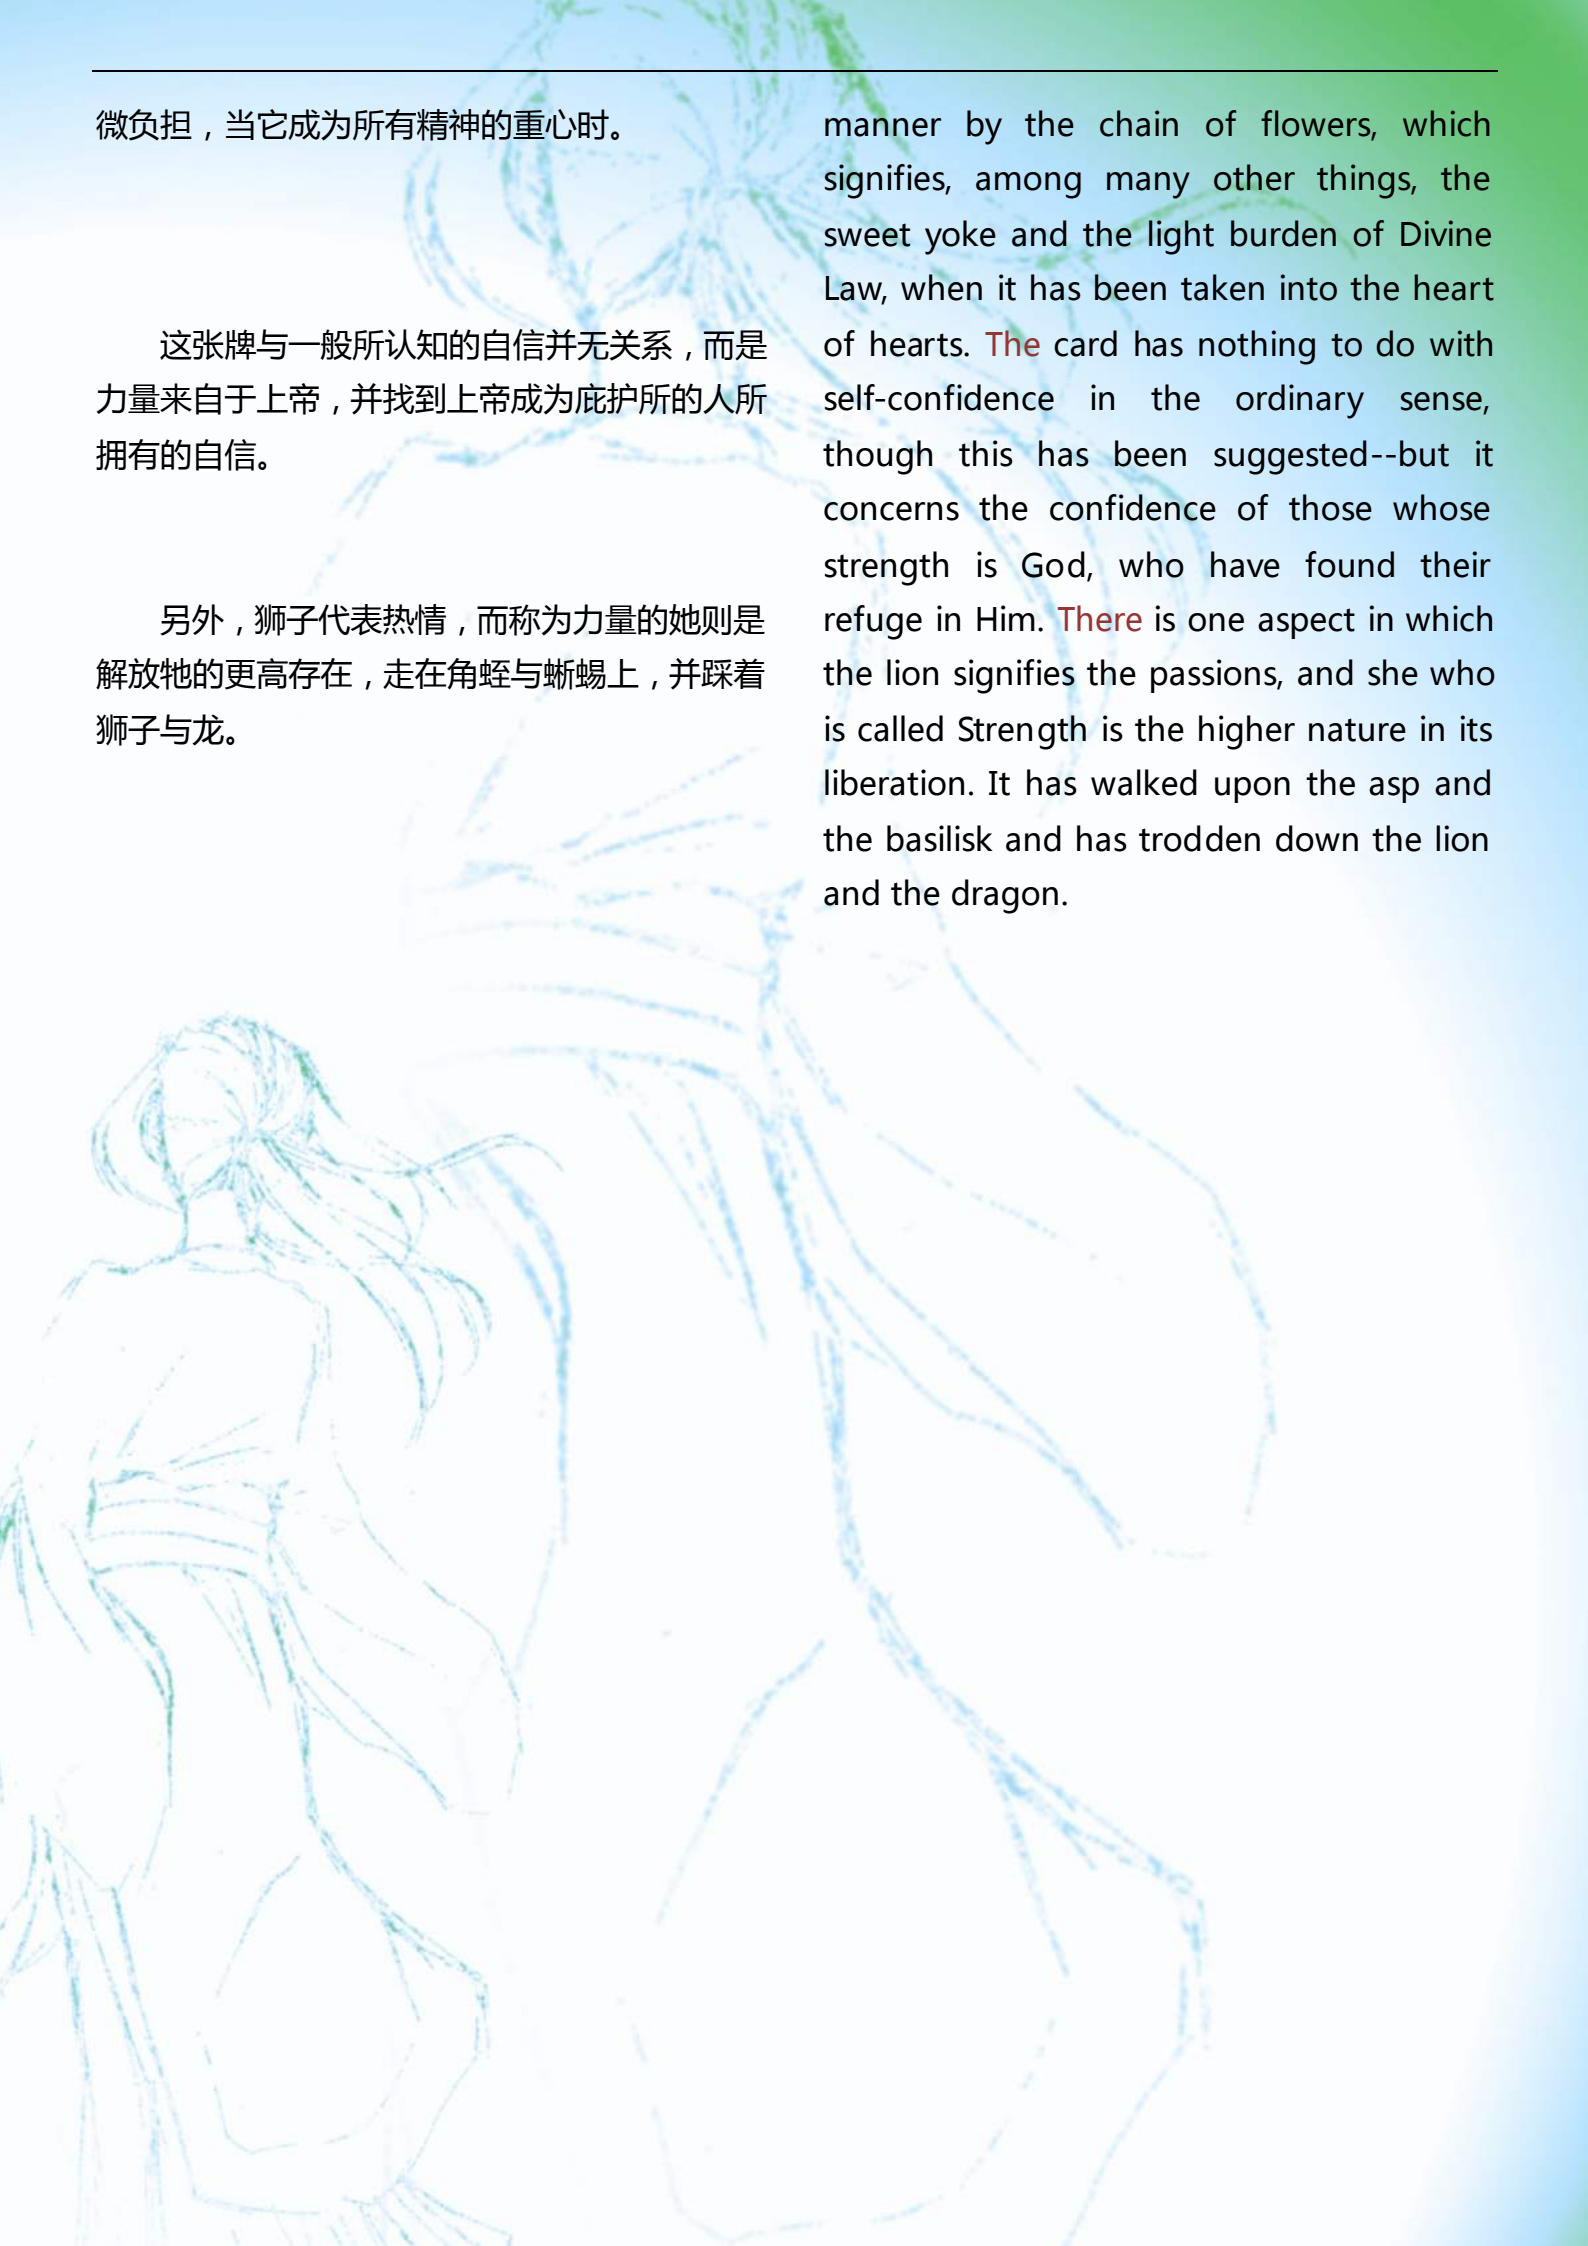 微负担，当它成为所有精神的重心时。
这张牌与一般所认知的自信并无关系，而是
力量来自于上帝，并找到上帝成为庇护所的人所
拥有的自信。
另外，狮子代表热情，而称为力量的她则是
解放牠的更高存在，走在角蝰与蜥蜴上，并踩着
狮子与龙。
manner by the chain of flowers, which
signifies, among many other things, the
sweet yoke and the light burden of Divine
Law, when it has been taken into the heart
of hearts. The card has nothing to do with
self-confidence in the ordinary sense,
though this has been suggested--but it
concerns the confidence of those whose
strength is God, who have found their
refuge in Him. There is one aspect in which
the lion signifies the passions, and she who
is called Strength is the higher nature in its
liberation. It has walked upon the asp and
the basilisk and has trodden down the lion
and the dragon.